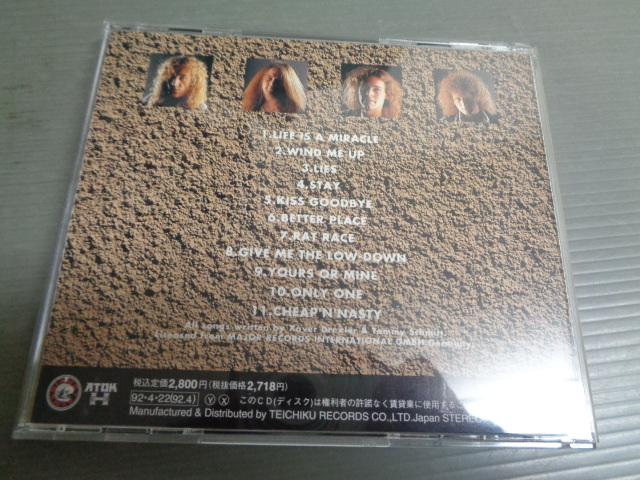 1.LIFE IS A MIRACLE
2.WIND ME UP
3.LIES
4.STAY
5.KISS GOODBYE
6.BETTER PLACE
7.RAT RACE
8.GIVE ME THE LOW DOWN
9.YOURS OR MINE
10.ONLY ONE
11.CHEAP'N'NASTY
All songs written by Xaver Drexler & Tommy Schmitt.
Licensed from MAJOR RECORDS INTERNATIONAL GMBH Germany
ATOK
税込定価2,800円(税抜価格2,718円)
92・4・22(92.4) Ⓨ Ⓧ このCD(ディスク)は権利者の許諾なく賃貸業に使用するこ
Manufactured & Distributed by TEICHIKU RECORDS CO.,LTD.Japan STEREO